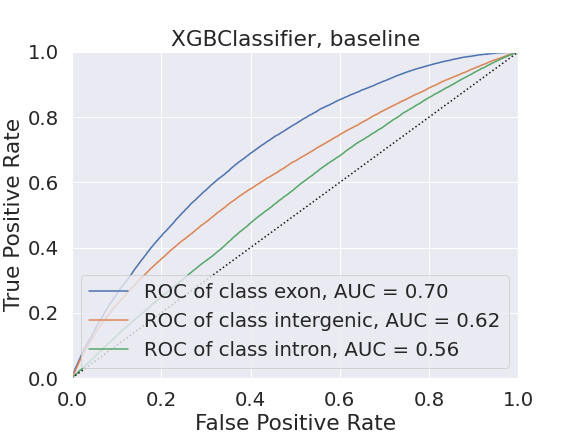 XGBClassifier, baseline
True Positive Rate
1.0
0.8
0.6
0.4
0.2
0.0
ROC of class exon, AUC = 0.70
ROC of class intergenic, AUC = 0.62
ROC of class intron, AUC = 0.56
0.0 0.2 0.4 0.6 0.8 1.0
False Positive Rate